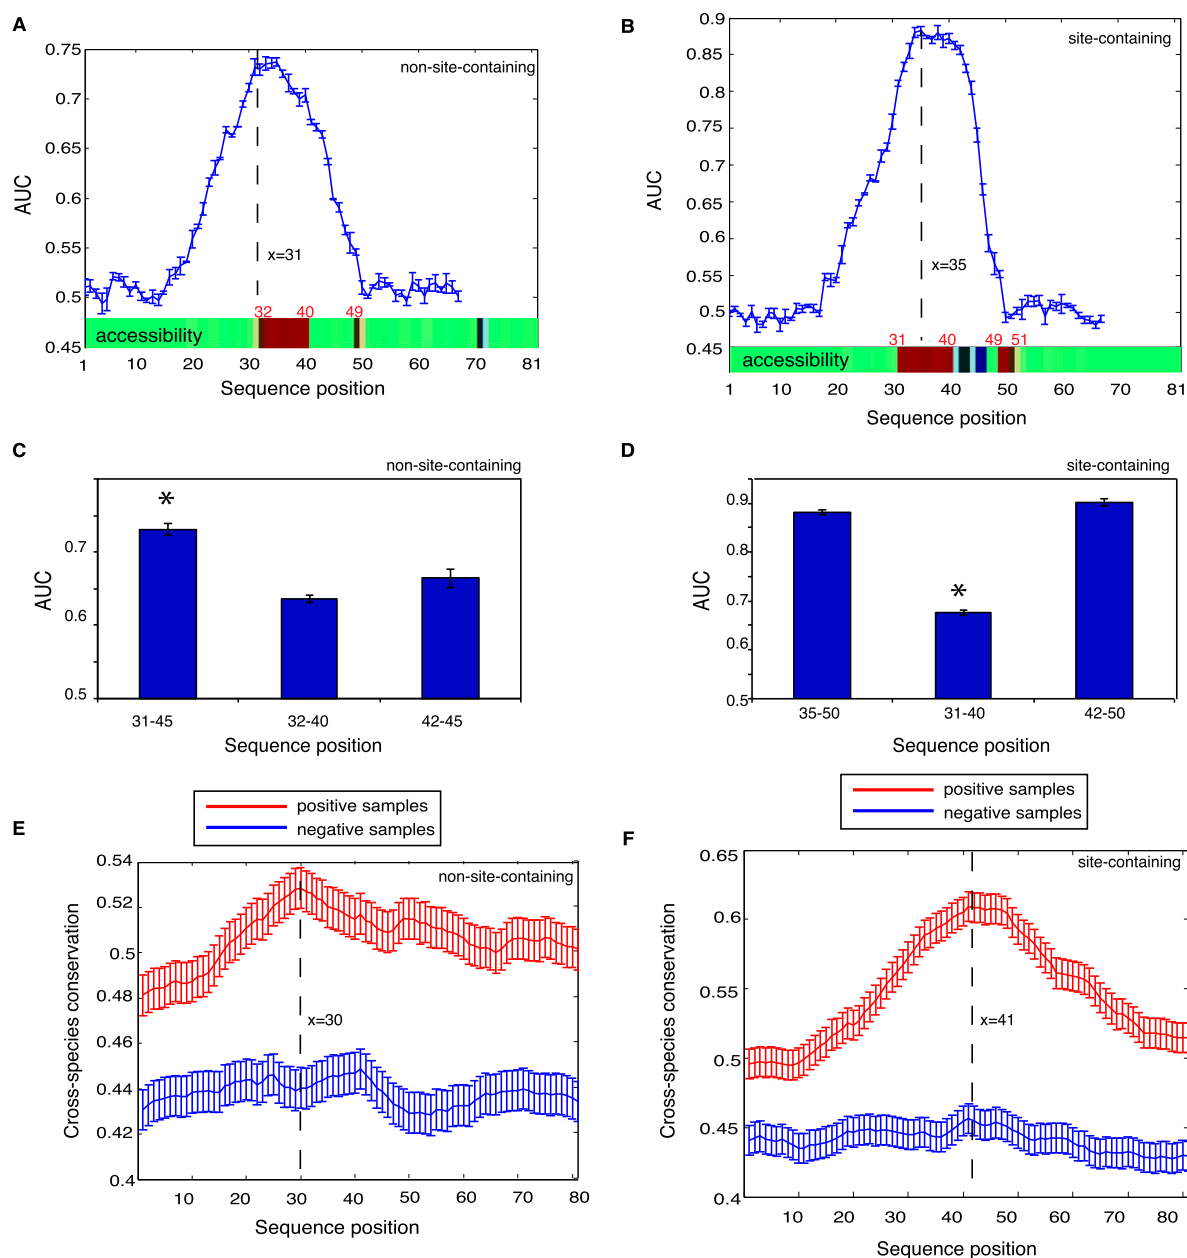 A
non-site-containing
0.75
0.7
0.65
0.6
0.55
0.5
0.45
AUC
x=31
32 40 49
accessibility
1 10 20 30 40 50 60 70 81
Sequence position
B
site-containing
0.9
0.85
0.8
0.75
0.7
0.65
0.6
0.55
0.5
0.45
AUC
x=35
31 40 49 51
accessibility
1 10 20 30 40 50 60 70 81
Sequence position
C
non-site-containing
*
0.7
0.6
0.5
AUC
31-45 32-40 42-45
Sequence position
D
site-containing
0.9
0.8
0.7
0.6
0.5
AUC
*
35-50 31-40 42-50
Sequence position
positive samples
negative samples
E
non-site-containing
0.54
0.52
0.5
0.48
0.46
0.44
0.42
0.4
Cross-species conservation
x=30
10 20 30 40 50 60 70 80
Sequence position
positive samples
negative samples
F
site-containing
0.65
0.6
0.55
0.5
0.45
0.4
Cross-species conservation
x=41
10 20 30 40 50 60 70 80
Sequence position